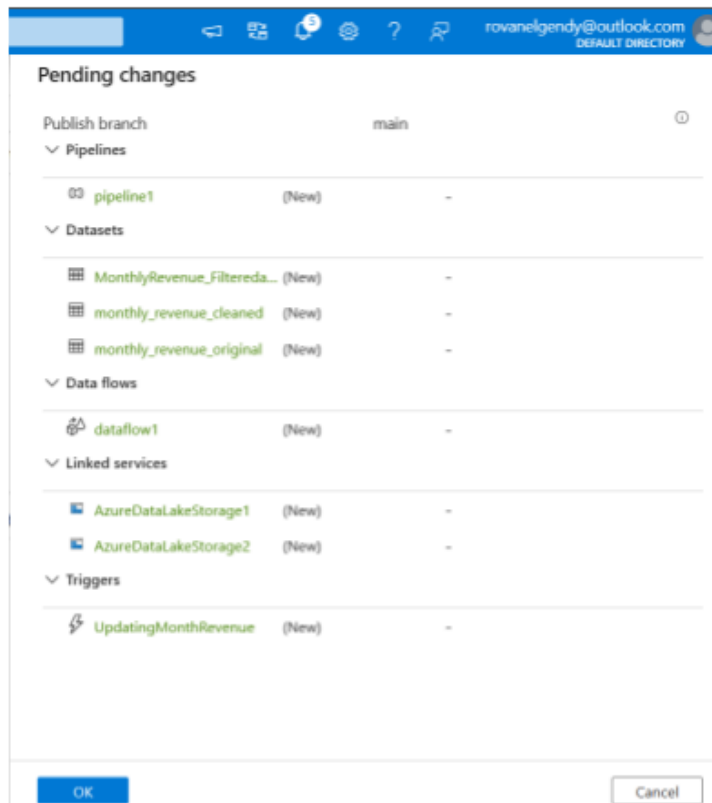 5
rovanelgendy@outlook.com
DEFAULT DIRECTORY
Pending changes
Publish branch main
Pipelines
pipeline1 (New) -
Datasets
MonthlyRevenue_Filtereda... (New) -
monthly_revenue_cleaned (New) -
monthly_revenue_original (New) -
Data flows
dataflow1 (New) -
Linked services
AzureDataLakeStorage1 (New) -
AzureDataLakeStorage2 (New) -
Triggers
UpdatingMonthRevenue (New) -
OK Cancel